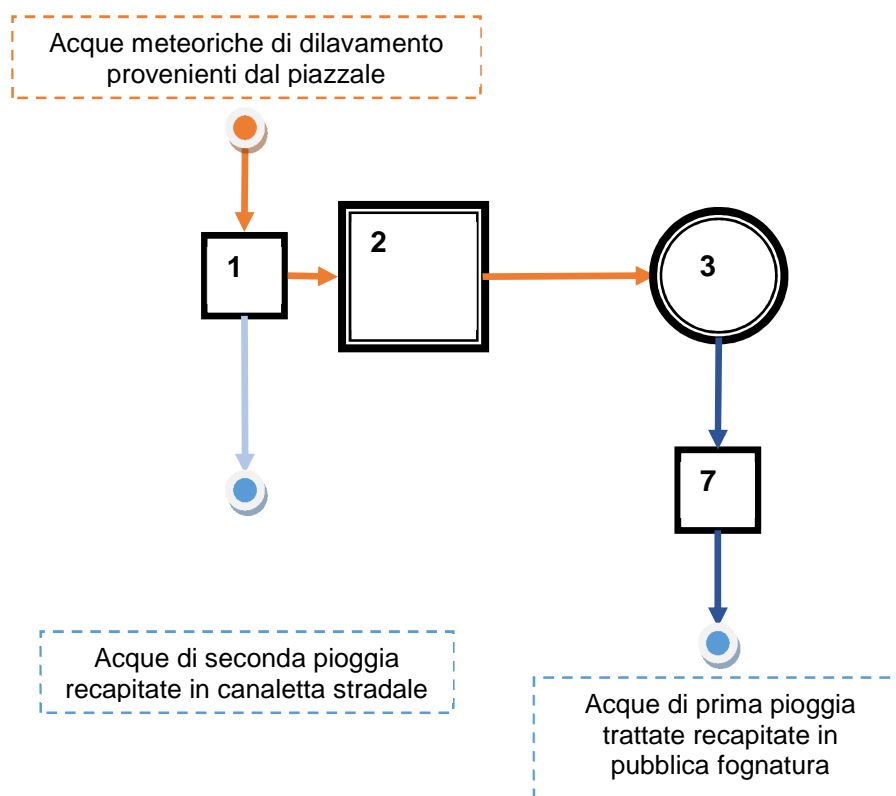 Acque meteoriche di dilavamento
provenienti dal piazzale
1
2
3
7
Acque di seconda pioggia
recapitate in canaletta stradale
Acque di prima pioggia
trattate recapitate in
pubblica fognatura